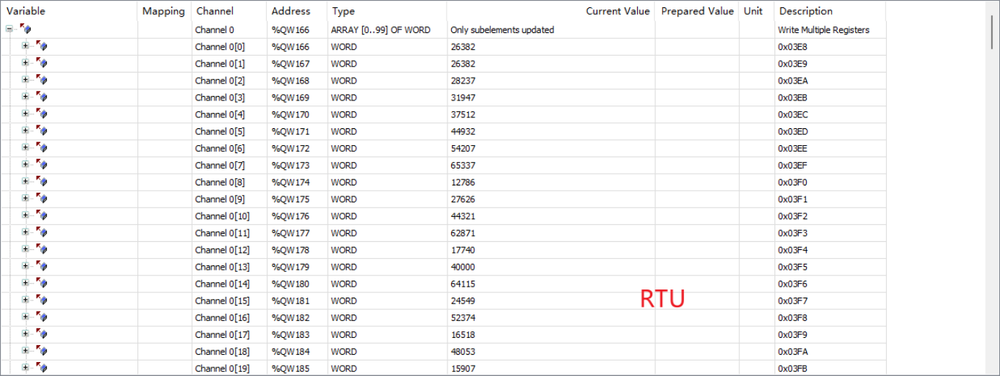 Variable Mapping Channel Address Type Current Value Prepared Value Unit Description
Channel 0 %QW166 ARRAY [0..99] OF WORD Only subelements updated Write Multiple Registers
Channel 0[0] %QW166 WORD 26382 0x03E8
Channel 0[1] %QW167 WORD 26382 0x03E9
Channel 0[2] %QW168 WORD 28237 0x03EA
Channel 0[3] %QW169 WORD 31947 0x03EB
Channel 0[4] %QW170 WORD 37512 0x03EC
Channel 0[5] %QW171 WORD 44932 0x03ED
Channel 0[6] %QW172 WORD 54207 0x03EE
Channel 0[7] %QW173 WORD 65337 0x03EF
Channel 0[8] %QW174 WORD 12786 0x03F0
Channel 0[9] %QW175 WORD 27626 0x03F1
Channel 0[10] %QW176 WORD 44321 0x03F2
Channel 0[11] %QW177 WORD 62871 0x03F3
Channel 0[12] %QW178 WORD 17740 0x03F4
Channel 0[13] %QW179 WORD 40000 0x03F5
Channel 0[14] %QW180 WORD 64115 0x03F6
Channel 0[15] %QW181 WORD 24549 RTU 0x03F7
Channel 0[16] %QW182 WORD 52374 0x03F8
Channel 0[17] %QW183 WORD 16518 0x03F9
Channel 0[18] %QW184 WORD 48053 0x03FA
Channel 0[19] %QW185 WORD 15907 0x03FB